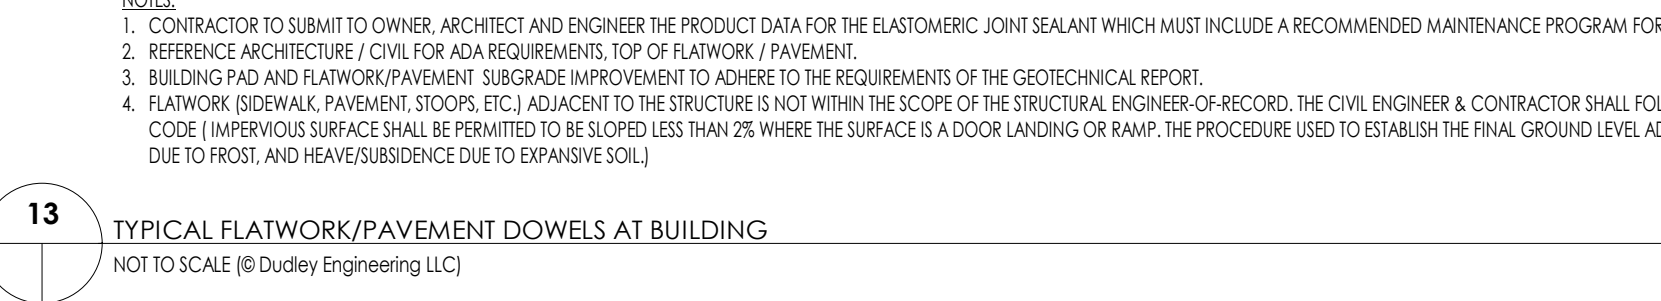 NOTES:
1. CONTRACTOR TO SUBMIT TO OWNER, ARCHITECT AND ENGINEER THE PRODUCT DATA FOR THE ELASTOMERIC JOINT SEALANT WHICH MUST INCLUDE A RECOMMENDED MAINTENANCE PROGRAM FOR
2. REFERENCE ARCHITECTURE / CIVIL FOR ADA REQUIREMENTS, TOP OF FLATWORK / PAVEMENT.
3. BUILDING PAD AND FLATWORK/PAVEMENT SUBGRADE IMPROVEMENT TO ADHERE TO THE REQUIREMENTS OF THE GEOTECHNICAL REPORT.
4. FLATWORK (SIDEWALK, PAVEMENT, STOOPS, ETC.) ADJACENT TO THE STRUCTURE IS NOT WITHIN THE SCOPE OF THE STRUCTURAL ENGINEER-OF-RECORD. THE CIVIL ENGINEER & CONTRACTOR SHALL
CODE ( IMPERVIOUS SURFACE SHALL BE PERMITTED TO BE SLOPED LESS THAN 2% WHERE THE SURFACE IS A DOOR LANDING OR RAMP. THE PROCEDURE USED TO ESTABLISH THE FINAL GROUND LEVEL
DUE TO FROST, AND HEAVE/SUBSIDENCE DUE TO EXPANSIVE SOIL.)
13
TYPICAL FLATWORK/PAVEMENT DOWELS AT BUILDING
NOT TO SCALE (© Dudley Engineering LLC)